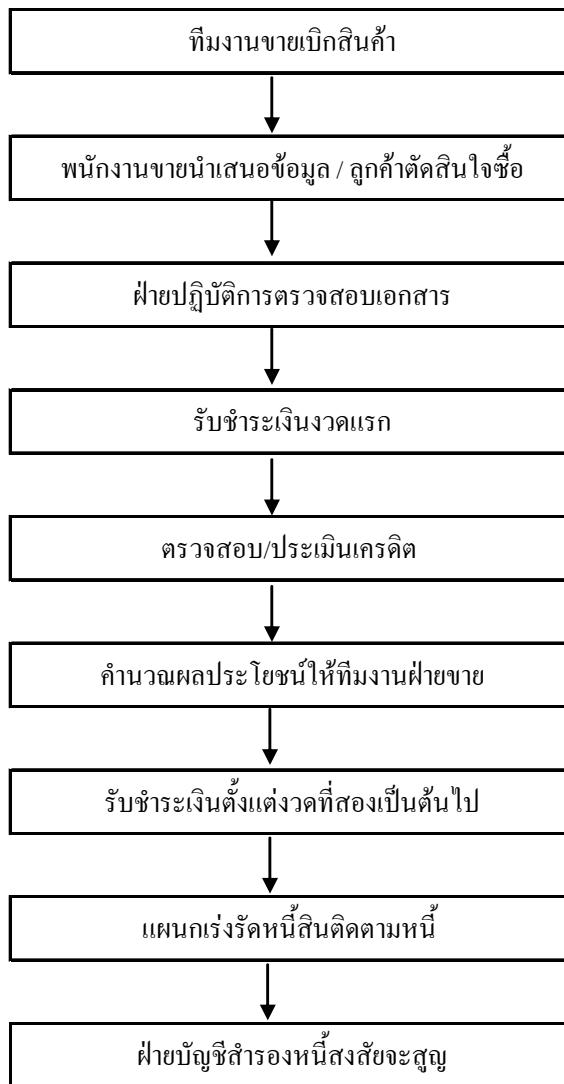 ทีมงานขายเบิกสินค้า
พนักงานขายนำเสนอข้อมูล / ลูกค้าตัดสินใจซื้อ
ฝ่ายปฏิบัติการตรวจสอบเอกสาร
รับชำระเงินงวดแรก
ตรวจสอบ/ประเมินเครดิต
คำนวณผลประโยชน์ให้ทีมงานฝ่ายขาย
รับชำระเงินตั้งแต่งวดที่สองเป็นต้นไป
แผนกเร่งรัดหนี้สินติดตามหนี้
ฝ่ายบัญชีสำรองหนี้สงสัยจะสูญ